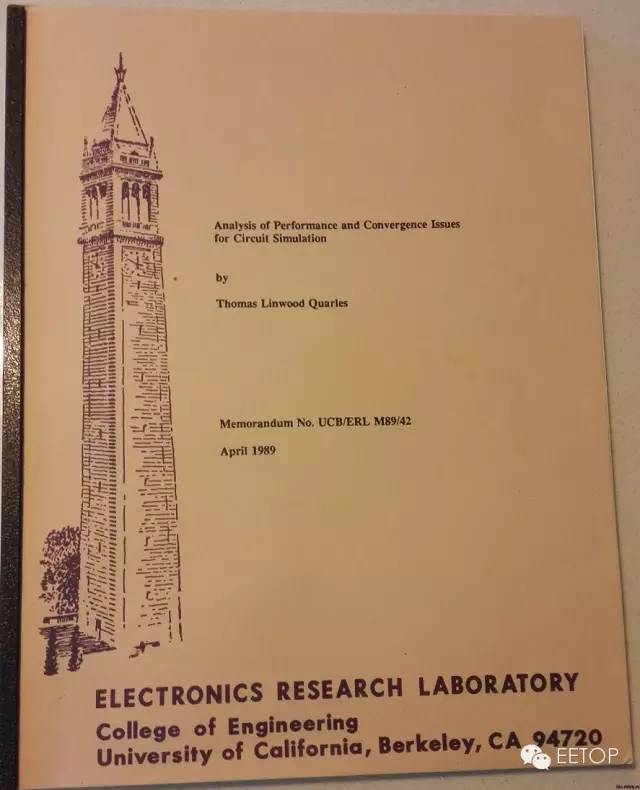 Analysis of Performance and Convergence Issues
for Circuit Simulation
by
Thomas Linwood Quarles
Memorandum No. UCB/ERL M89/42
April 1989
ELECTRONICS RESEARCH LABORATORY
College of Engineering
University of California, Berkeley, CA 94720
EETOP